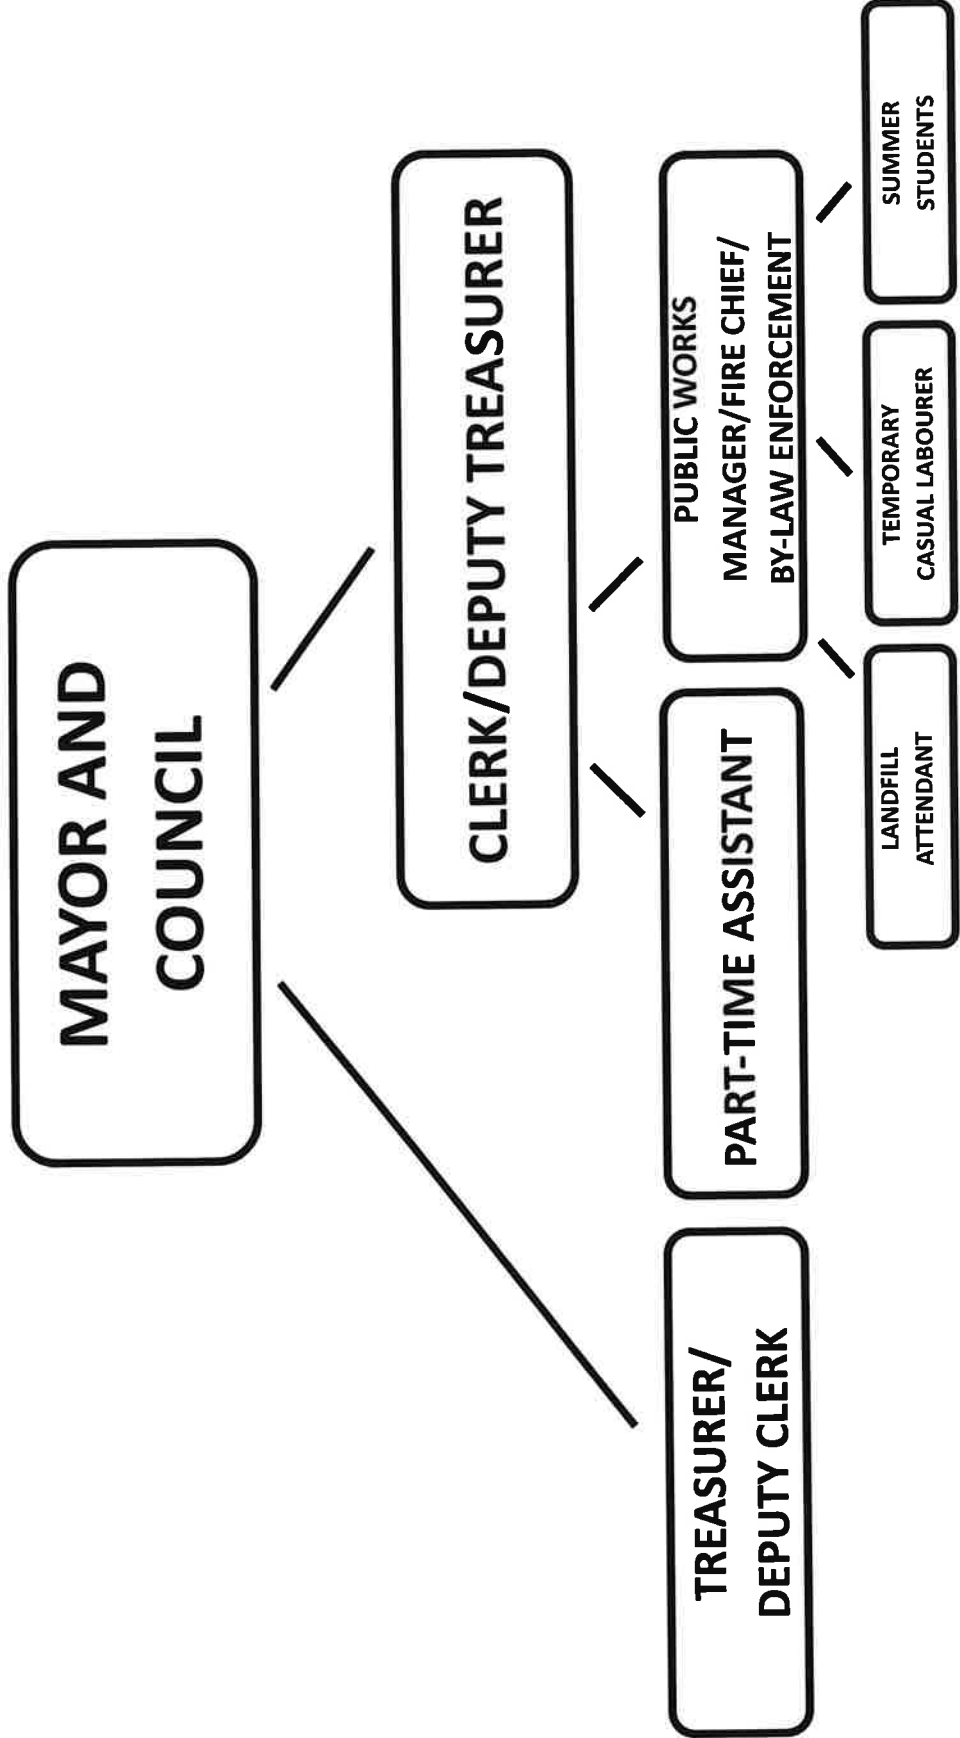 MAYOR AND
COUNCIL
CLERK/DEPUTY TREASURER
TREASURER/
DEPUTY CLERK
PART-TIME ASSISTANT
PUBLIC WORKS
MANAGER/FIRE CHIEF/
BY-LAW ENFORCEMENT
LANDFILL
ATTENDANT
TEMPORARY
CASUAL LABOURER
SUMMER
STUDENTS